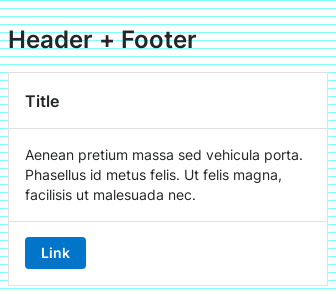 Header + Footer
Title
Aenean pretium massa sed vehicula porta.
Phasellus id metus felis. Ut felis magna,
facilisis ut malesuada nec.
Link